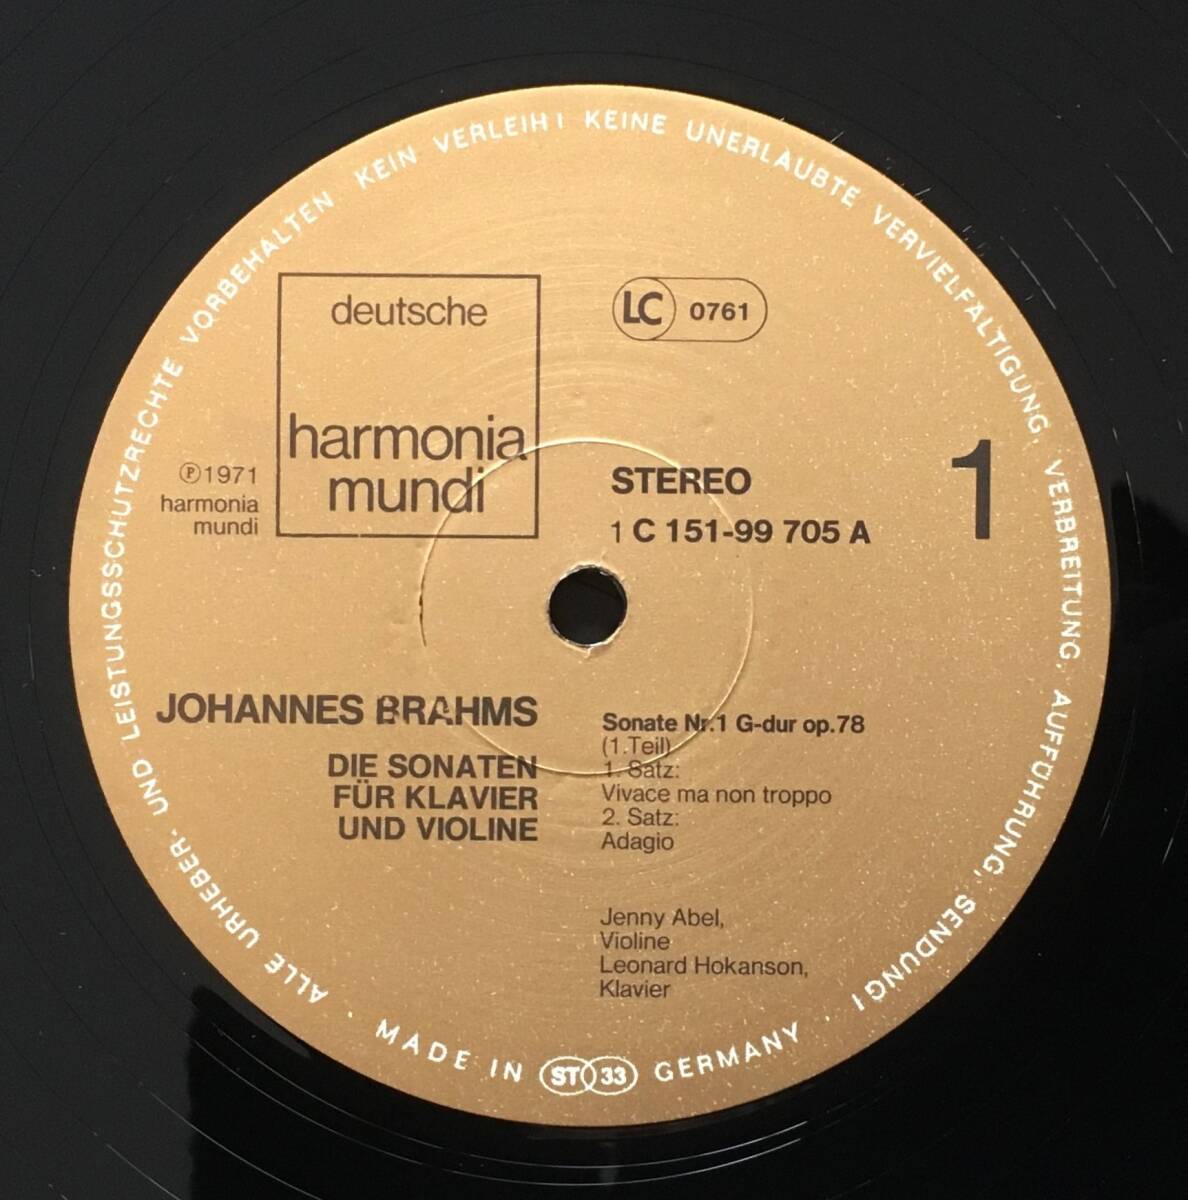 ALLE URHEBER- UND LEISTUNGSSCHUTZRECHTE VORBEHALTEN KEIN VERLEIH! KEINE UNERLAUBTE VERVIELFÄLTIGUNG, VERBREITUNG, AUFFÜHRUNG, SENDUNG!
deutsche
harmonia
mundi
LC 0761
Ⓟ1971
harmonia
mundi
STEREO
1 C 151-99 705 A
1
JOHANNES BRAHMS
DIE SONATEN
FÜR KLAVIER
UND VIOLINE
Sonate Nr.1 G-dur op.78
(1.Teil)
1. Satz:
Vivace ma non troppo
2. Satz:
Adagio
Jenny Abel,
Violine
Leonard Hokanson,
Klavier
· MADE IN ST 33 GERMANY ·